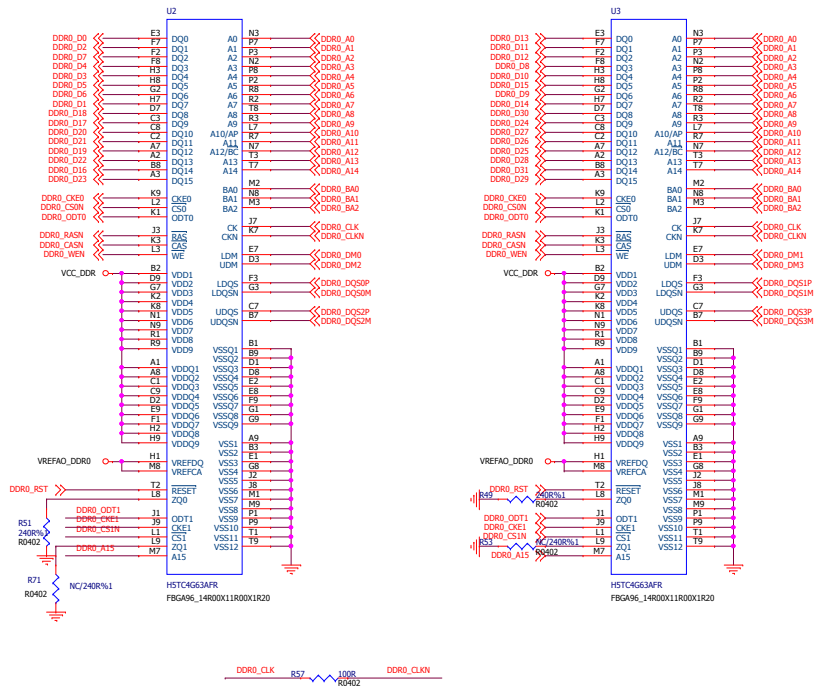 U2
DDR0_D0 E3 DQ0 A0 N3 DDR0_A0
DDR0_D2 F7 DQ1 A1 P7 DDR0_A1
DDR0_D7 F2 DQ2 A2 P3 DDR0_A2
DDR0_D4 F8 DQ3 A3 N2 DDR0_A3
DDR0_D3 H3 DQ4 A4 P8 DDR0_A4
DDR0_D5 H8 DQ5 A5 P2 DDR0_A5
DDR0_D6 G2 DQ6 A6 R8 DDR0_A6
DDR0_D1 H7 DQ7 A7 R2 DDR0_A7
DDR0_D18 D7 DQ8 A8 T8 DDR0_A8
DDR0_D17 C3 DQ9 A9 R3 DDR0_A9
DDR0_D20 C8 DQ10 A10/AP L7 DDR0_A10
DDR0_D21 C2 DQ11 A11 R7 DDR0_A11
DDR0_D19 A7 DQ12 A12/BC N7 DDR0_A12
DDR0_D22 A2 DQ13 A13 T3 DDR0_A13
DDR0_D16 B8 DQ14 A14 T7 DDR0_A14
DDR0_D23 A3 DQ15
BA0 M2 DDR0_BA0
DDR0_CKE0 K9 CKE0 BA1 N8 DDR0_BA1
DDR0_CS0N L2 CS0 BA2 M3 DDR0_BA2
DDR0_ODT0 K1 ODT0
CK J7 DDR0_CLK
DDR0_RASN J3 RAS CKN K7 DDR0_CLKN
DDR0_CASN K3 CAS
DDR0_WEN L3 WE LDM E7 DDR0_DM0
UDM D3 DDR0_DM2
VCC_DDR B2 VDD1
D9 VDD2 LDQS F3 DDR0_DQS0P
G7 VDD3 LDQSN G3 DDR0_DQS0M
K2 VDD4
K8 VDD5 UDQS C7 DDR0_DQS2P
N1 VDD6 UDQSN B7 DDR0_DQS2M
N9 VDD7
R1 VDD8
R9 VDD9 VSSQ1 B1
VSSQ2 B9
A1 VDDQ1 VSSQ3 D1
A8 VDDQ2 VSSQ4 D8
C1 VDDQ3 VSSQ5 E2
C9 VDDQ4 VSSQ6 E8
D2 VDDQ5 VSSQ7 F9
E9 VDDQ6 VSSQ8 G1
F1 VDDQ7 VSSQ9 G9
H2 VDDQ8
H9 VDDQ9 VSS1 A9
VSS2 B3
VREFAO_DDR0 H1 VREFDQ VSS3 E1
M8 VREFCA VSS4 G8
VSS5 J2
DDR0_RST T2 RESET VSS6 J8
L8 ZQ0 VSS7 M1
VSS8 M9
DDR0_ODT1 J1 ODT1 VSS9 P1
DDR0_CKE1 J9 CKE1 VSS10 P9
DDR0_CS1N L1 CS1 VSS11 T1
L9 ZQ1 VSS12 T9
DDR0_A15 M7 A15
R51
240R%1
R0402
R71 NC/240R%1
R0402
H5TC4G63AFR
FBGA96_14R00X11R00X1R20
U3
DDR0_D13 E3 DQ0 A0 N3 DDR0_A0
DDR0_D11 F7 DQ1 A1 P7 DDR0_A1
DDR0_D12 F2 DQ2 A2 P3 DDR0_A2
DDR0_D8 F8 DQ3 A3 N2 DDR0_A3
DDR0_D10 H3 DQ4 A4 P8 DDR0_A4
DDR0_D15 H8 DQ5 A5 P2 DDR0_A5
DDR0_D9 G2 DQ6 A6 R8 DDR0_A6
DDR0_D14 H7 DQ7 A7 R2 DDR0_A7
DDR0_D30 D7 DQ8 A8 T8 DDR0_A8
DDR0_D24 C3 DQ9 A9 R3 DDR0_A9
DDR0_D27 C8 DQ10 A10/AP L7 DDR0_A10
DDR0_D26 C2 DQ11 A11 R7 DDR0_A11
DDR0_D25 A7 DQ12 A12/BC N7 DDR0_A12
DDR0_D28 A2 DQ13 A13 T3 DDR0_A13
DDR0_D31 B8 DQ14 A14 T7 DDR0_A14
DDR0_D29 A3 DQ15
BA0 M2 DDR0_BA0
DDR0_CKE0 K9 CKE0 BA1 N8 DDR0_BA1
DDR0_CS0N L2 CS0 BA2 M3 DDR0_BA2
DDR0_ODT0 K1 ODT0
CK J7 DDR0_CLK
DDR0_RASN J3 RAS CKN K7 DDR0_CLKN
DDR0_CASN K3 CAS
DDR0_WEN L3 WE LDM E7 DDR0_DM1
UDM D3 DDR0_DM3
VCC_DDR B2 VDD1
D9 VDD2 LDQS F3 DDR0_DQS1P
G7 VDD3 LDQSN G3 DDR0_DQS1M
K2 VDD4
K8 VDD5 UDQS C7 DDR0_DQS3P
N1 VDD6 UDQSN B7 DDR0_DQS3M
N9 VDD7
R1 VDD8
R9 VDD9 VSSQ1 B1
VSSQ2 B9
A1 VDDQ1 VSSQ3 D1
A8 VDDQ2 VSSQ4 D8
C1 VDDQ3 VSSQ5 E2
C9 VDDQ4 VSSQ6 E8
D2 VDDQ5 VSSQ7 F9
E9 VDDQ6 VSSQ8 G1
F1 VDDQ7 VSSQ9 G9
H2 VDDQ8
H9 VDDQ9 VSS1 A9
VSS2 B3
VREFAO_DDR0 H1 VREFDQ VSS3 E1
M8 VREFCA VSS4 G8
VSS5 J2
DDR0_RST T2 RESET VSS6 J8
R49 240R%1 L8 ZQ0 VSS7 M1
R0402 VSS8 M9
DDR0_ODT1 J1 ODT1 VSS9 P1
DDR0_CKE1 J9 CKE1 VSS10 P9
DDR0_CS1N L1 CS1 VSS11 T1
R53 NC/240R%1 L9 ZQ1 VSS12 T9
DDR0_A15 R0402 M7 A15
H5TC4G63AFR
FBGA96_14R00X11R00X1R20
DDR0_CLK R57 100R DDR0_CLKN
R0402